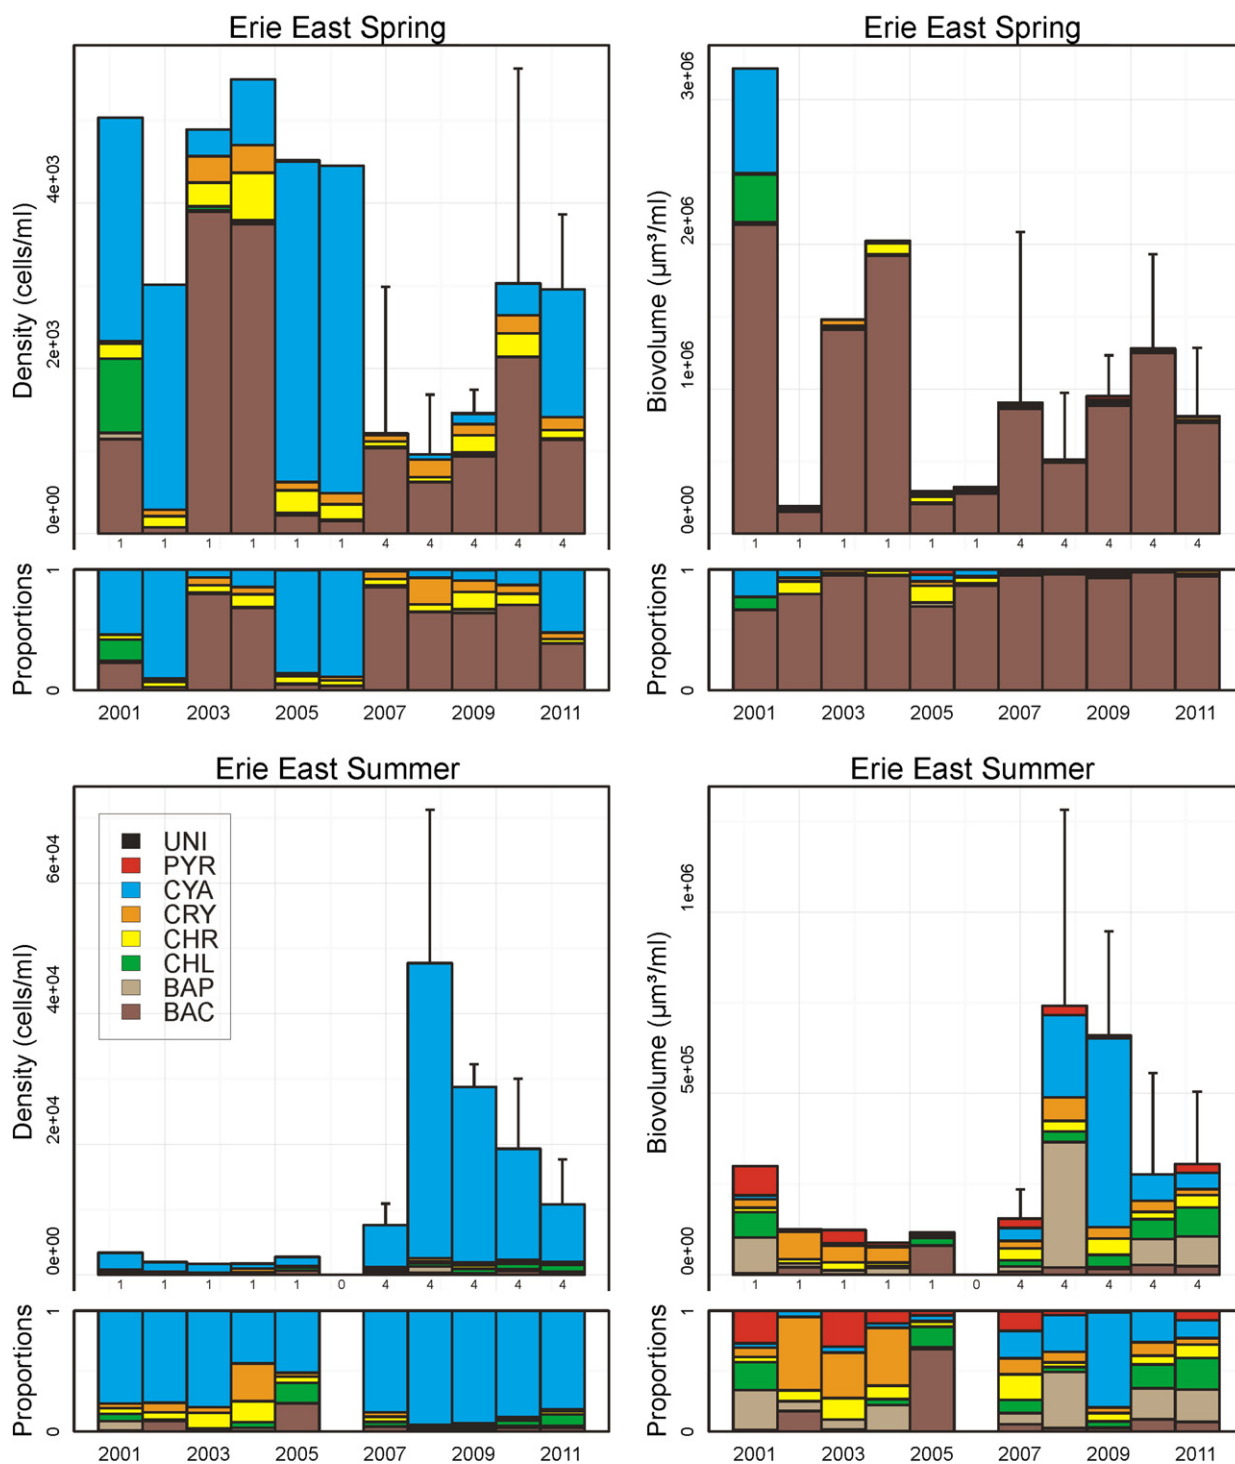 Erie East Spring
Density (cells/ml)
4e+03
2e+03
0e+00
1 1 1 1 1 1 4 4 4 4 4
Proportions
1
0
2001 2003 2005 2007 2009 2011
Erie East Spring
Biovolume (µm³/ml)
3e+06
2e+06
1e+06
0e+00
1 1 1 1 1 1 4 4 4 4 4
Proportions
1
0
2001 2003 2005 2007 2009 2011
Erie East Summer
Density (cells/ml)
6e+04
4e+04
2e+04
0e+00
UNI
PYR
CYA
CRY
CHR
CHL
BAP
BAC
1 1 1 1 1 0 4 4 4 4 4
Proportions
1
0
2001 2003 2005 2007 2009 2011
Erie East Summer
Biovolume (µm³/ml)
1e+06
5e+05
0e+00
1 1 1 1 1 0 4 4 4 4 4
Proportions
1
0
2001 2003 2005 2007 2009 2011